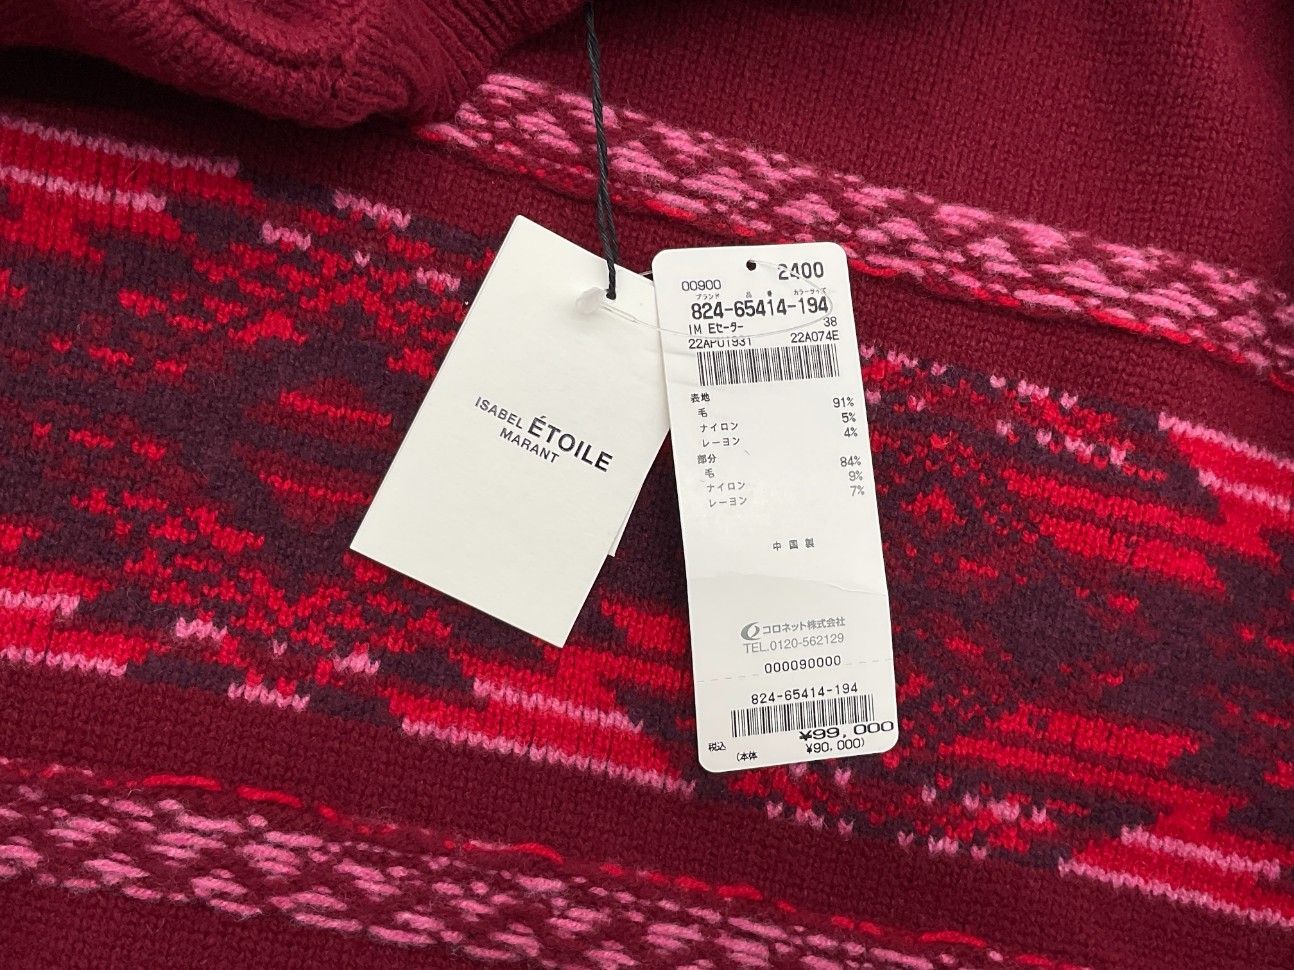 ISABEL ÉTOILE
MARANT
00900 2400
ブランド 品番 カラーサイズ
824-65414-194
IM Eセーター 38
22APU1931 22A074E
表地
毛 91%
ナイロン 5%
レーヨン 4%
部分
毛 84%
ナイロン 9%
レーヨン 7%
中国製
コロネット株式会社
TEL.0120-562129
000090000
824-65414-194
税込 ¥99,000
(本体 ¥90,000)